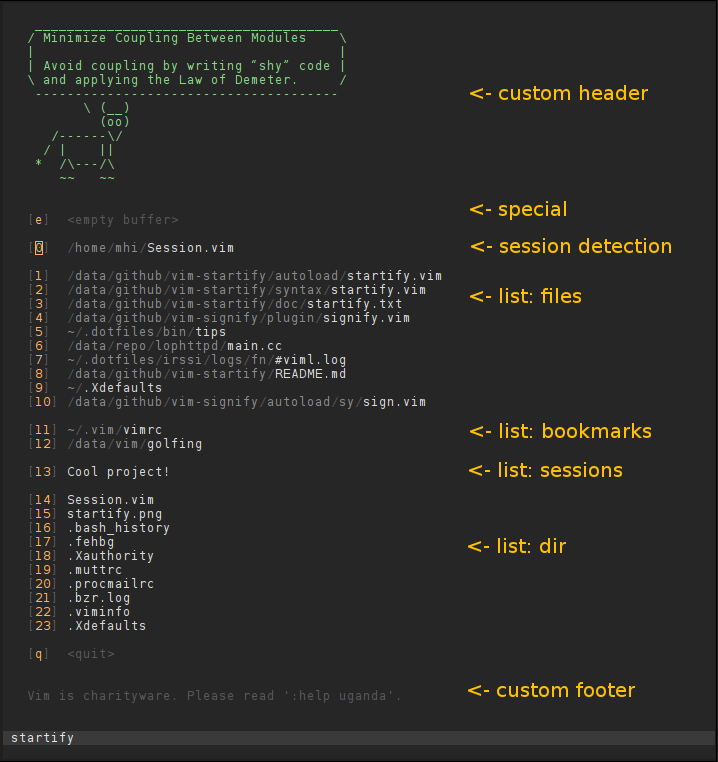 ______________________________________
/ Minimize Coupling Between Modules    \
|                                      |
| Avoid coupling by writing "shy" code |
\ and applying the Law of Demeter.     /
 --------------------------------------
<- custom header
       \ (__)
         (oo)
   /------\/
  / |    ||
 *  /\---/\
    ~~   ~~
<- special
[e]  <empty buffer>
[0]  /home/mhi/Session.vim <- session detection
[1]  /data/github/vim-startify/autoload/startify.vim
[2]  /data/github/vim-startify/syntax/startify.vim
<- list: files
[3]  /data/github/vim-startify/doc/startify.txt
[4]  /data/github/vim-signify/plugin/signify.vim
[5]  ~/.dotfiles/bin/tips
[6]  /data/repo/lophttpd/main.cc
[7]  ~/.dotfiles/irssi/logs/fn/#viml.log
[8]  /data/github/vim-startify/README.md
[9]  ~/.Xdefaults
[10] /data/github/vim-signify/autoload/sy/sign.vim
[11] ~/.vim/vimrc <- list: bookmarks
[12] /data/vim/golfing
[13] Cool project! <- list: sessions
[14] Session.vim
[15] startify.png
[16] .bash_history
[17] .fehbg <- list: dir
[18] .Xauthority
[19] .muttrc
[20] .procmailrc
[21] .bzr.log
[22] .viminfo
[23] .Xdefaults
[q]  <quit>
Vim is charityware. Please read ':help uganda'. <- custom footer
startify